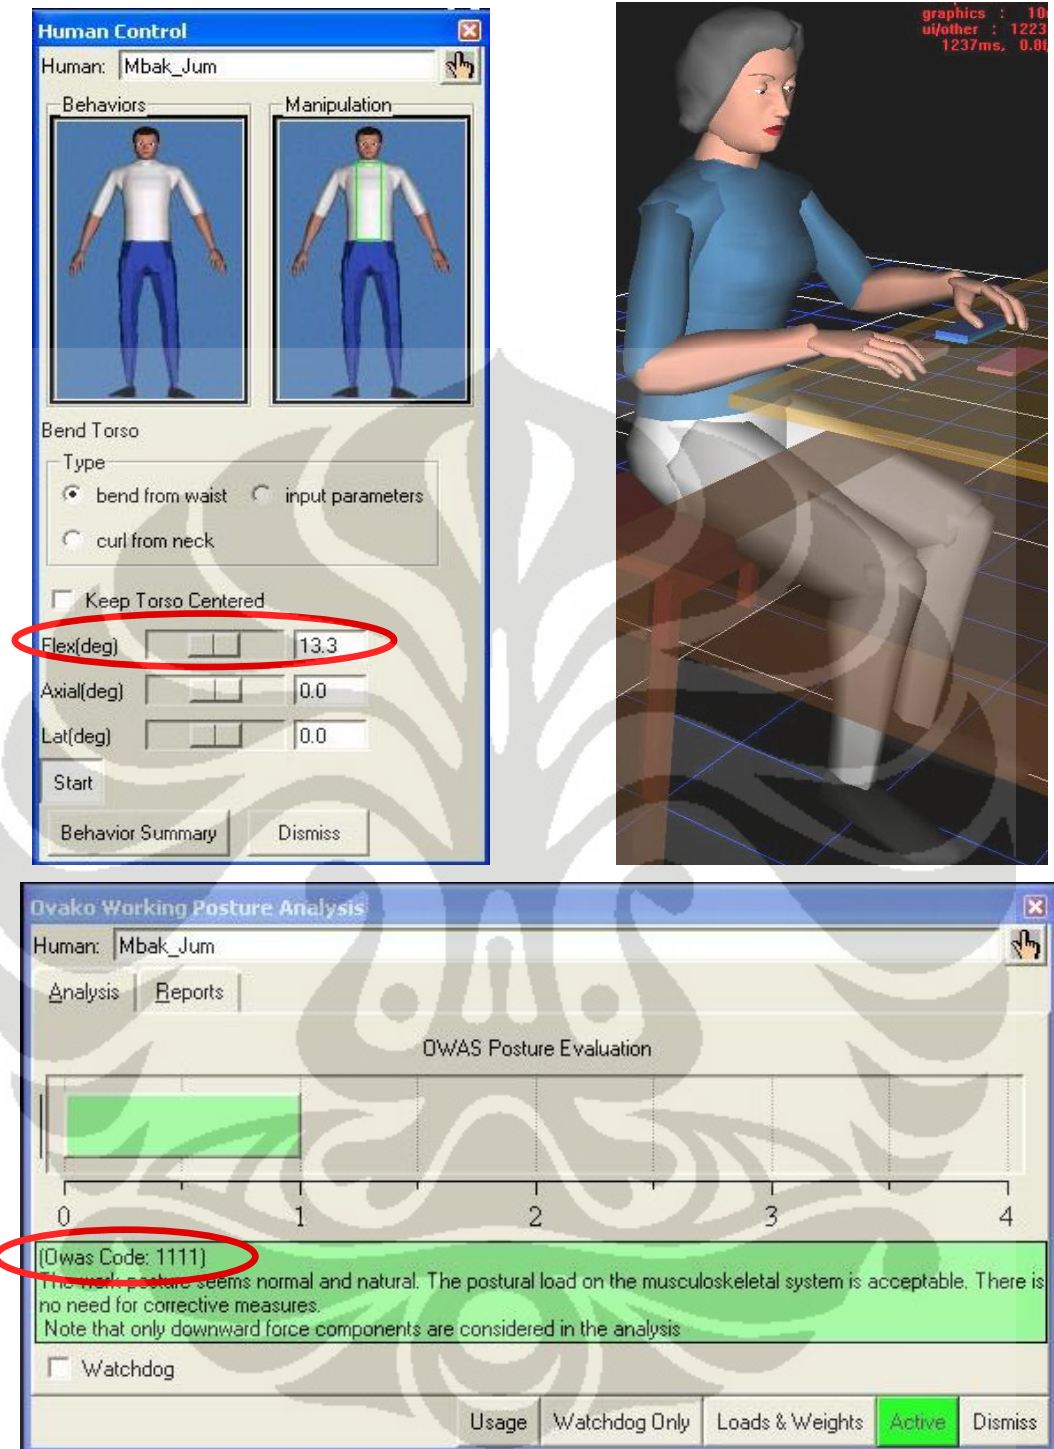 Human Control
Human: Mbak_Jum
Behaviors Manipulation
Bend Torso
Type
bend from waist input parameters
curl from neck
Keep Torso Centered
Flex(deg) 13.3
Axial(deg) 0.0
Lat(deg) 0.0
Start
Behavior Summary Dismiss
graphics :
ui/other : 1223
1237ms,
Ovako Working Posture Analysis
Human: Mbak_Jum
Analysis Reports
OWAS Posture Evaluation
0 1 2 3 4
(Owas Code: 1111)
The work posture seems normal and natural. The postural load on the musculoskeletal system is acceptable. There is
no need for corrective measures.
Note that only downward force components are considered in the analysis
Watchdog
Usage Watchdog Only Loads & Weights Active Dismiss